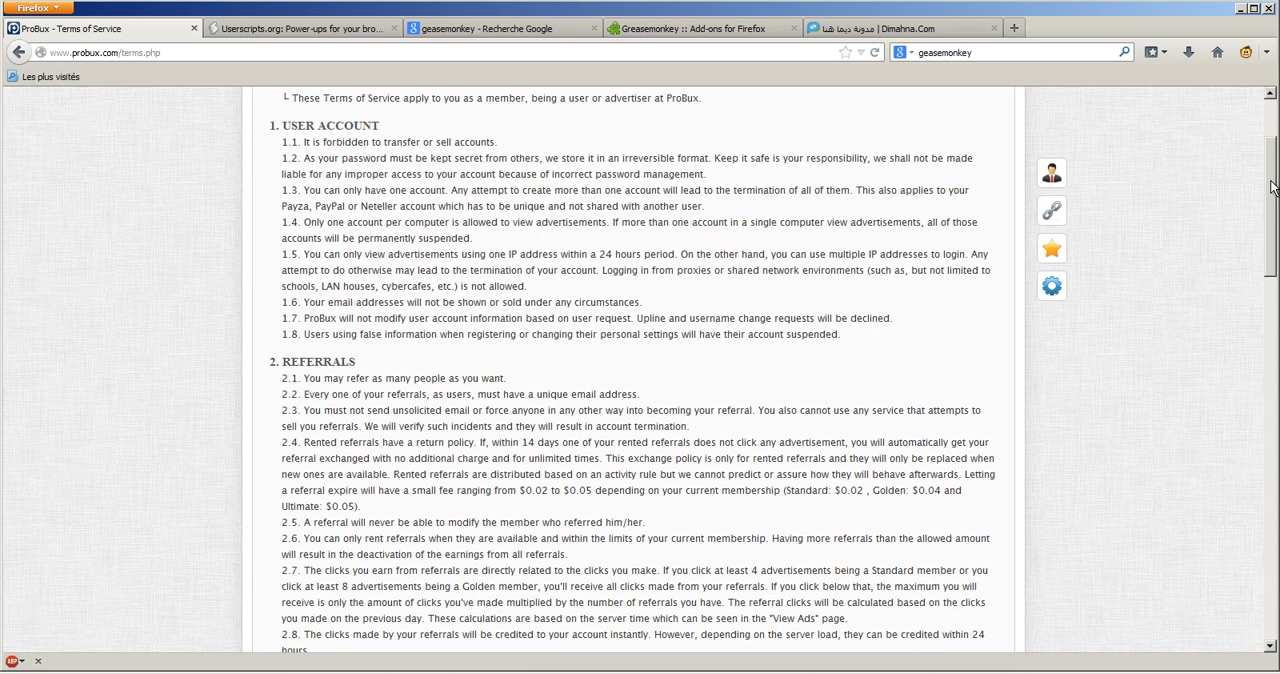 Firefox
ProBux - Terms of Service
Userscripts.org: Power-ups for your bro...
geasemonkey - Recherche Google
Greasemonkey :: Add-ons for Firefox
مدونة ديما هنا | Dimahna.Com
www.probux.com/terms.php
geasemonkey
Les plus visités
└ These Terms of Service apply to you as a member, being a user or advertiser at ProBux.
1. USER ACCOUNT
1.1. It is forbidden to transfer or sell accounts.
1.2. As your password must be kept secret from others, we store it in an irreversible format. Keep it safe is your responsibility, we shall not be made
liable for any improper access to your account because of incorrect password management.
1.3. You can only have one account. Any attempt to create more than one account will lead to the termination of all of them. This also applies to your
Payza, PayPal or Neteller account which has to be unique and not shared with another user.
1.4. Only one account per computer is allowed to view advertisements. If more than one account in a single computer view advertisements, all of those
accounts will be permanently suspended.
1.5. You can only view advertisements using one IP address within a 24 hours period. On the other hand, you can use multiple IP addresses to login. Any
attempt to do otherwise may lead to the termination of your account. Logging in from proxies or shared network environments (such as, but not limited to
schools, LAN houses, cybercafes, etc.) is not allowed.
1.6. Your email addresses will not be shown or sold under any circumstances.
1.7. ProBux will not modify user account information based on user request. Upline and username change requests will be declined.
1.8. Users using false information when registering or changing their personal settings will have their account suspended.
2. REFERRALS
2.1. You may refer as many people as you want.
2.2. Every one of your referrals, as users, must have a unique email address.
2.3. You must not send unsolicited email or force anyone in any other way into becoming your referral. You also cannot use any service that attempts to
sell you referrals. We will verify such incidents and they will result in account termination.
2.4. Rented referrals have a return policy. If, within 14 days one of your rented referrals does not click any advertisement, you will automatically get your
referral exchanged with no additional charge and for unlimited times. This exchange policy is only for rented referrals and they will only be replaced when
new ones are available. Rented referrals are distributed based on an activity rule but we cannot predict or assure how they will behave afterwards. Letting
a referral expire will have a small fee ranging from $0.02 to $0.05 depending on your current membership (Standard: $0.02 , Golden: $0.04 and
Ultimate: $0.05).
2.5. A referral will never be able to modify the member who referred him/her.
2.6. You can only rent referrals when they are available and within the limits of your current membership. Having more referrals than the allowed amount
will result in the deactivation of the earnings from all referrals.
2.7. The clicks you earn from referrals are directly related to the clicks you make. If you click at least 4 advertisements being a Standard member or you
click at least 8 advertisements being a Golden member, you'll receive all clicks made from your referrals. If you click below that, the maximum you will
receive is only the amount of clicks you've made multiplied by the number of referrals you have. The referral clicks will be calculated based on the clicks
you made on the previous day. These calculations are based on the server time which can be seen in the "View Ads" page.
2.8. The clicks made by your referrals will be credited to your account instantly. However, depending on the server load, they can be credited within 24
hours.
ABP